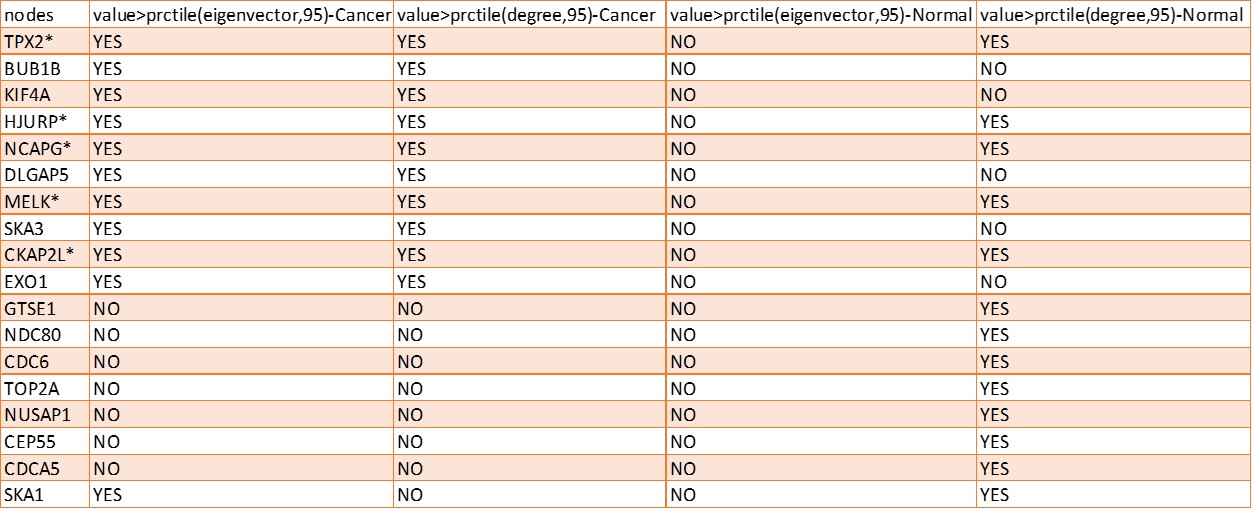 nodes value>prctile(eigenvector,95)-Cancer value>prctile(degree,95)-Cancer value>prctile(eigenvector,95)-Normal value>prctile(degree,95)-Normal
TPX2* YES YES NO YES
BUB1B YES YES NO NO
KIF4A YES YES NO NO
HJURP* YES YES NO YES
NCAPG* YES YES NO YES
DLGAP5 YES YES NO NO
MELK* YES YES NO YES
SKA3 YES YES NO NO
CKAP2L* YES YES NO YES
EXO1 YES YES NO NO
GTSE1 NO NO NO YES
NDC80 NO NO NO YES
CDC6 NO NO NO YES
TOP2A NO NO NO YES
NUSAP1 NO NO NO YES
CEP55 NO NO NO YES
CDCA5 NO NO NO YES
SKA1 YES NO NO YES